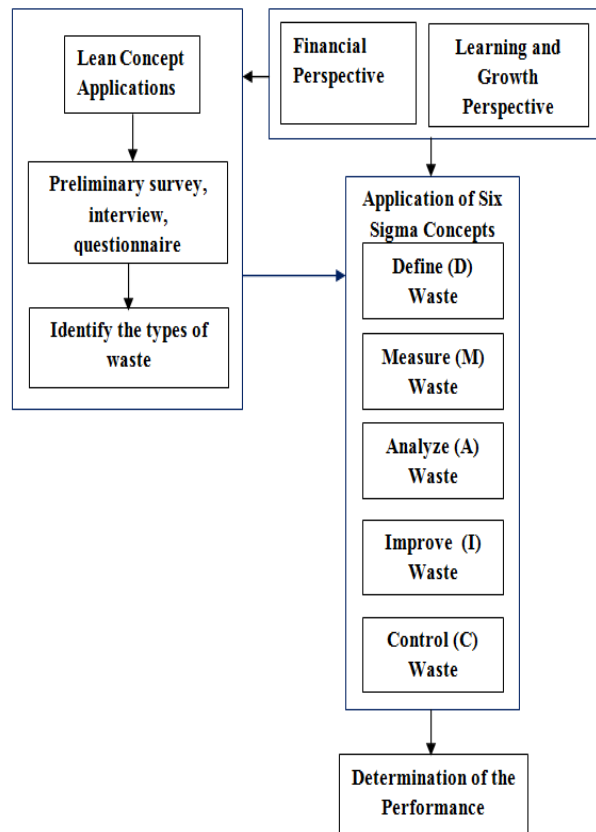 Lean Concept
Applications
Preliminary survey,
interview,
questionnaire
Identify the types of
waste
Financial
Perspective
Learning and
Growth
Perspective
Application of Six
Sigma Concepts
Define (D)
Waste
Measure (M)
Waste
Analyze (A)
Waste
Improve (I)
Waste
Control (C)
Waste
Determination of the
Performance